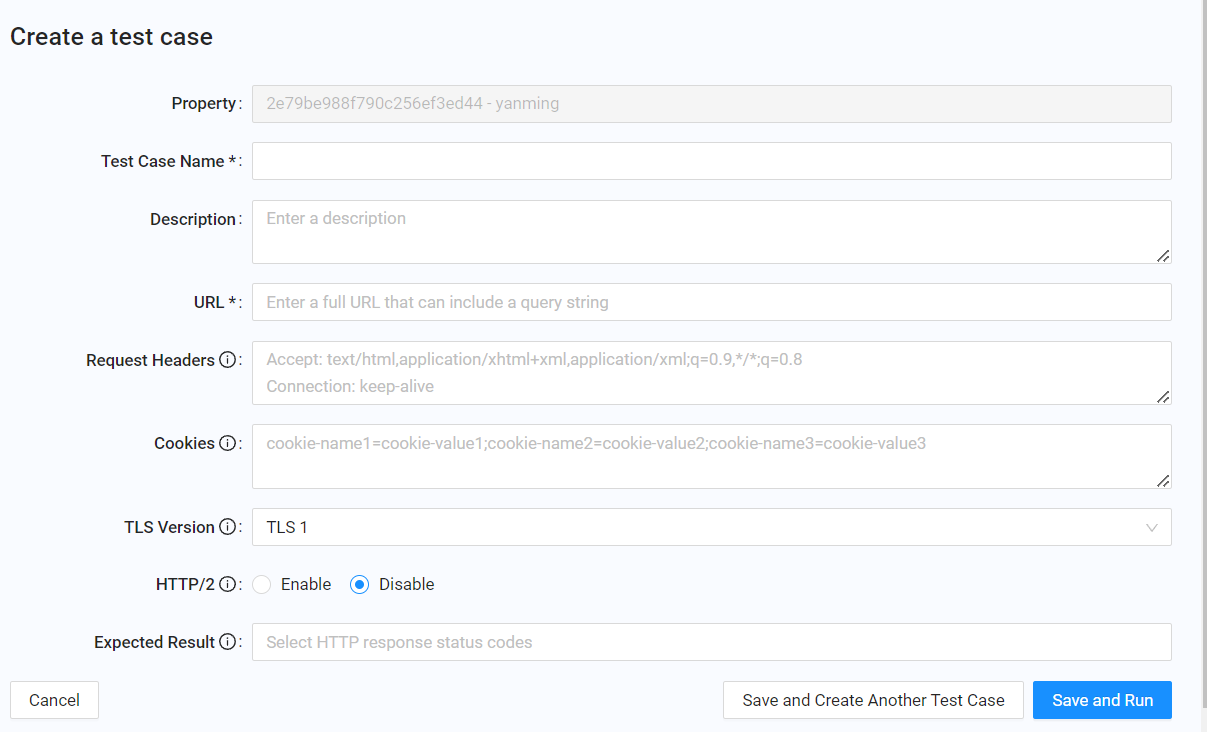 Create a test case
Property: 2e79be988f790c256ef3ed44 - yanming
Test Case Name *:
Description: Enter a description
URL *: Enter a full URL that can include a query string
Request Headers: Accept: text/html,application/xhtml+xml,application/xml;q=0.9,*/*;q=0.8
Connection: keep-alive
Cookies: cookie-name1=cookie-value1;cookie-name2=cookie-value2;cookie-name3=cookie-value3
TLS Version: TLS 1
HTTP/2: Enable Disable
Expected Result: Select HTTP response status codes
Cancel Save and Create Another Test Case Save and Run